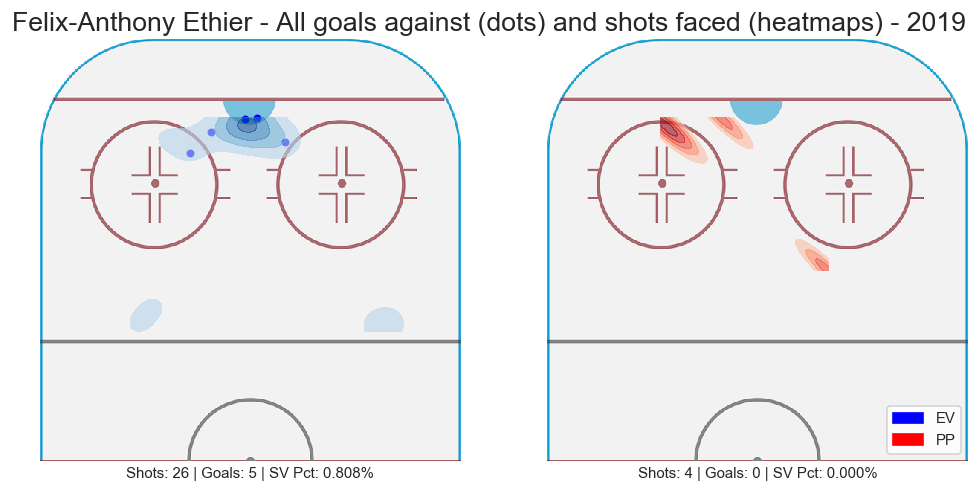 Felix-Anthony Ethier - All goals against (dots) and shots faced (heatmaps) - 2019
EV
PP
Shots: 26 | Goals: 5 | SV Pct: 0.808%
Shots: 4 | Goals: 0 | SV Pct: 0.000%